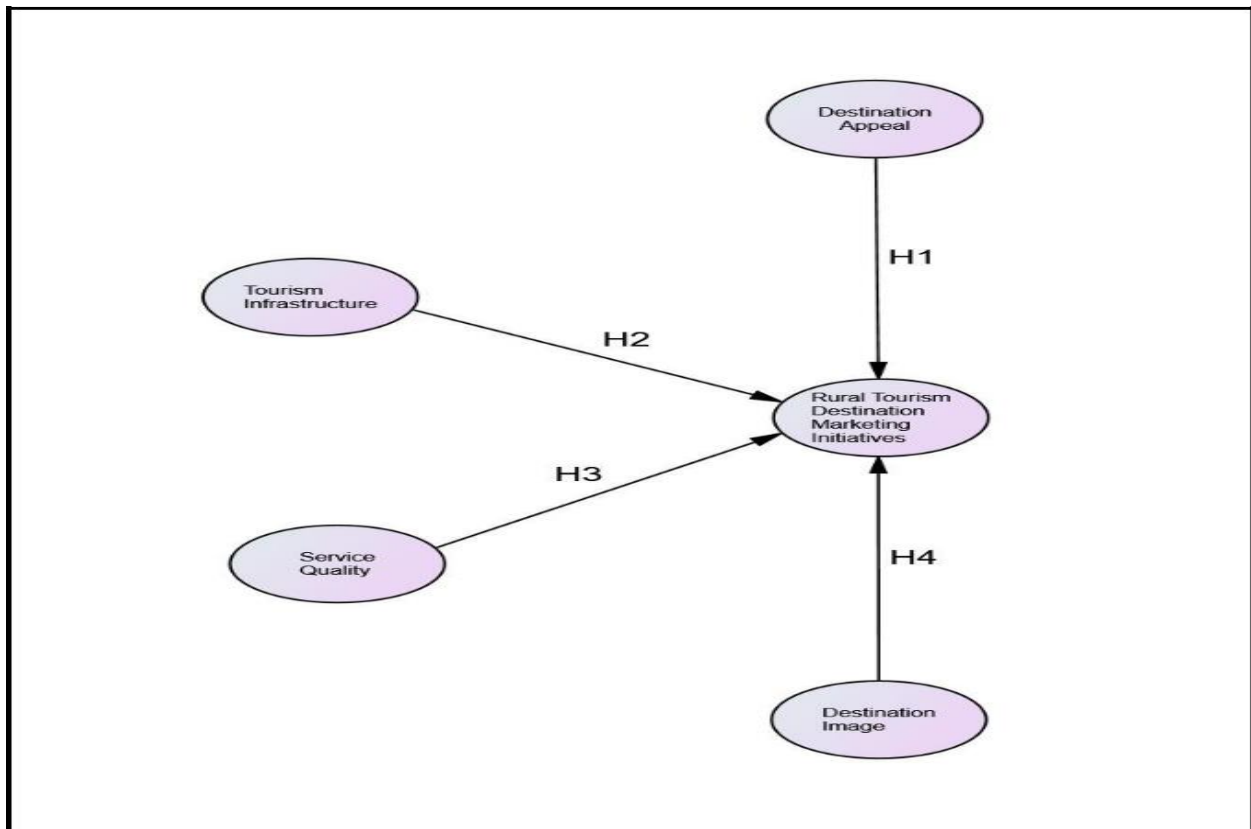 Destination
Appeal
H1
Tourism
Infrastructure
H2
Rural Tourism
Destination
Marketing
Initiatives
H3
Service
Quality
H4
Destination
Image